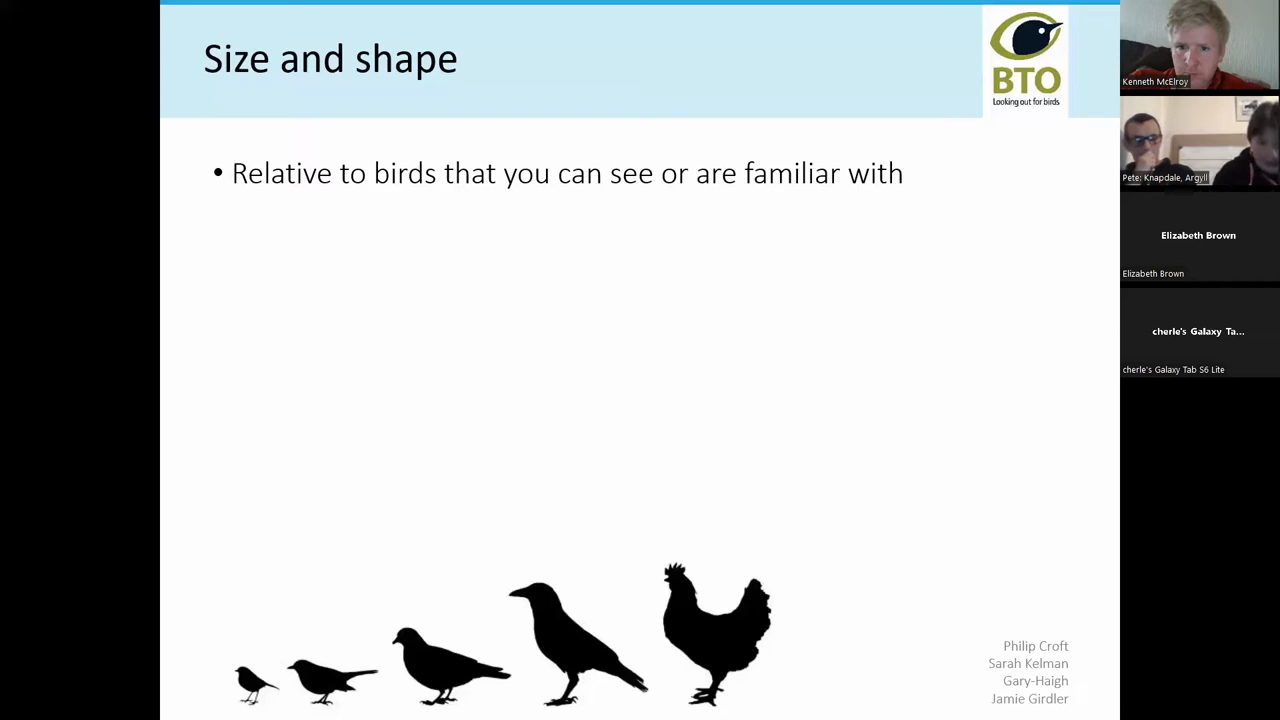 Size and shape
BTO
Looking out for birds
• Relative to birds that you can see or are familiar with
Philip Croft
Sarah Kelman
Gary-Haigh
Jamie Girdler
Kenneth McElroy
Pete: Knapdale, Argyll
Elizabeth Brown
Elizabeth Brown
cherle's Galaxy Ta...
cherle's Galaxy Tab S6 Lite